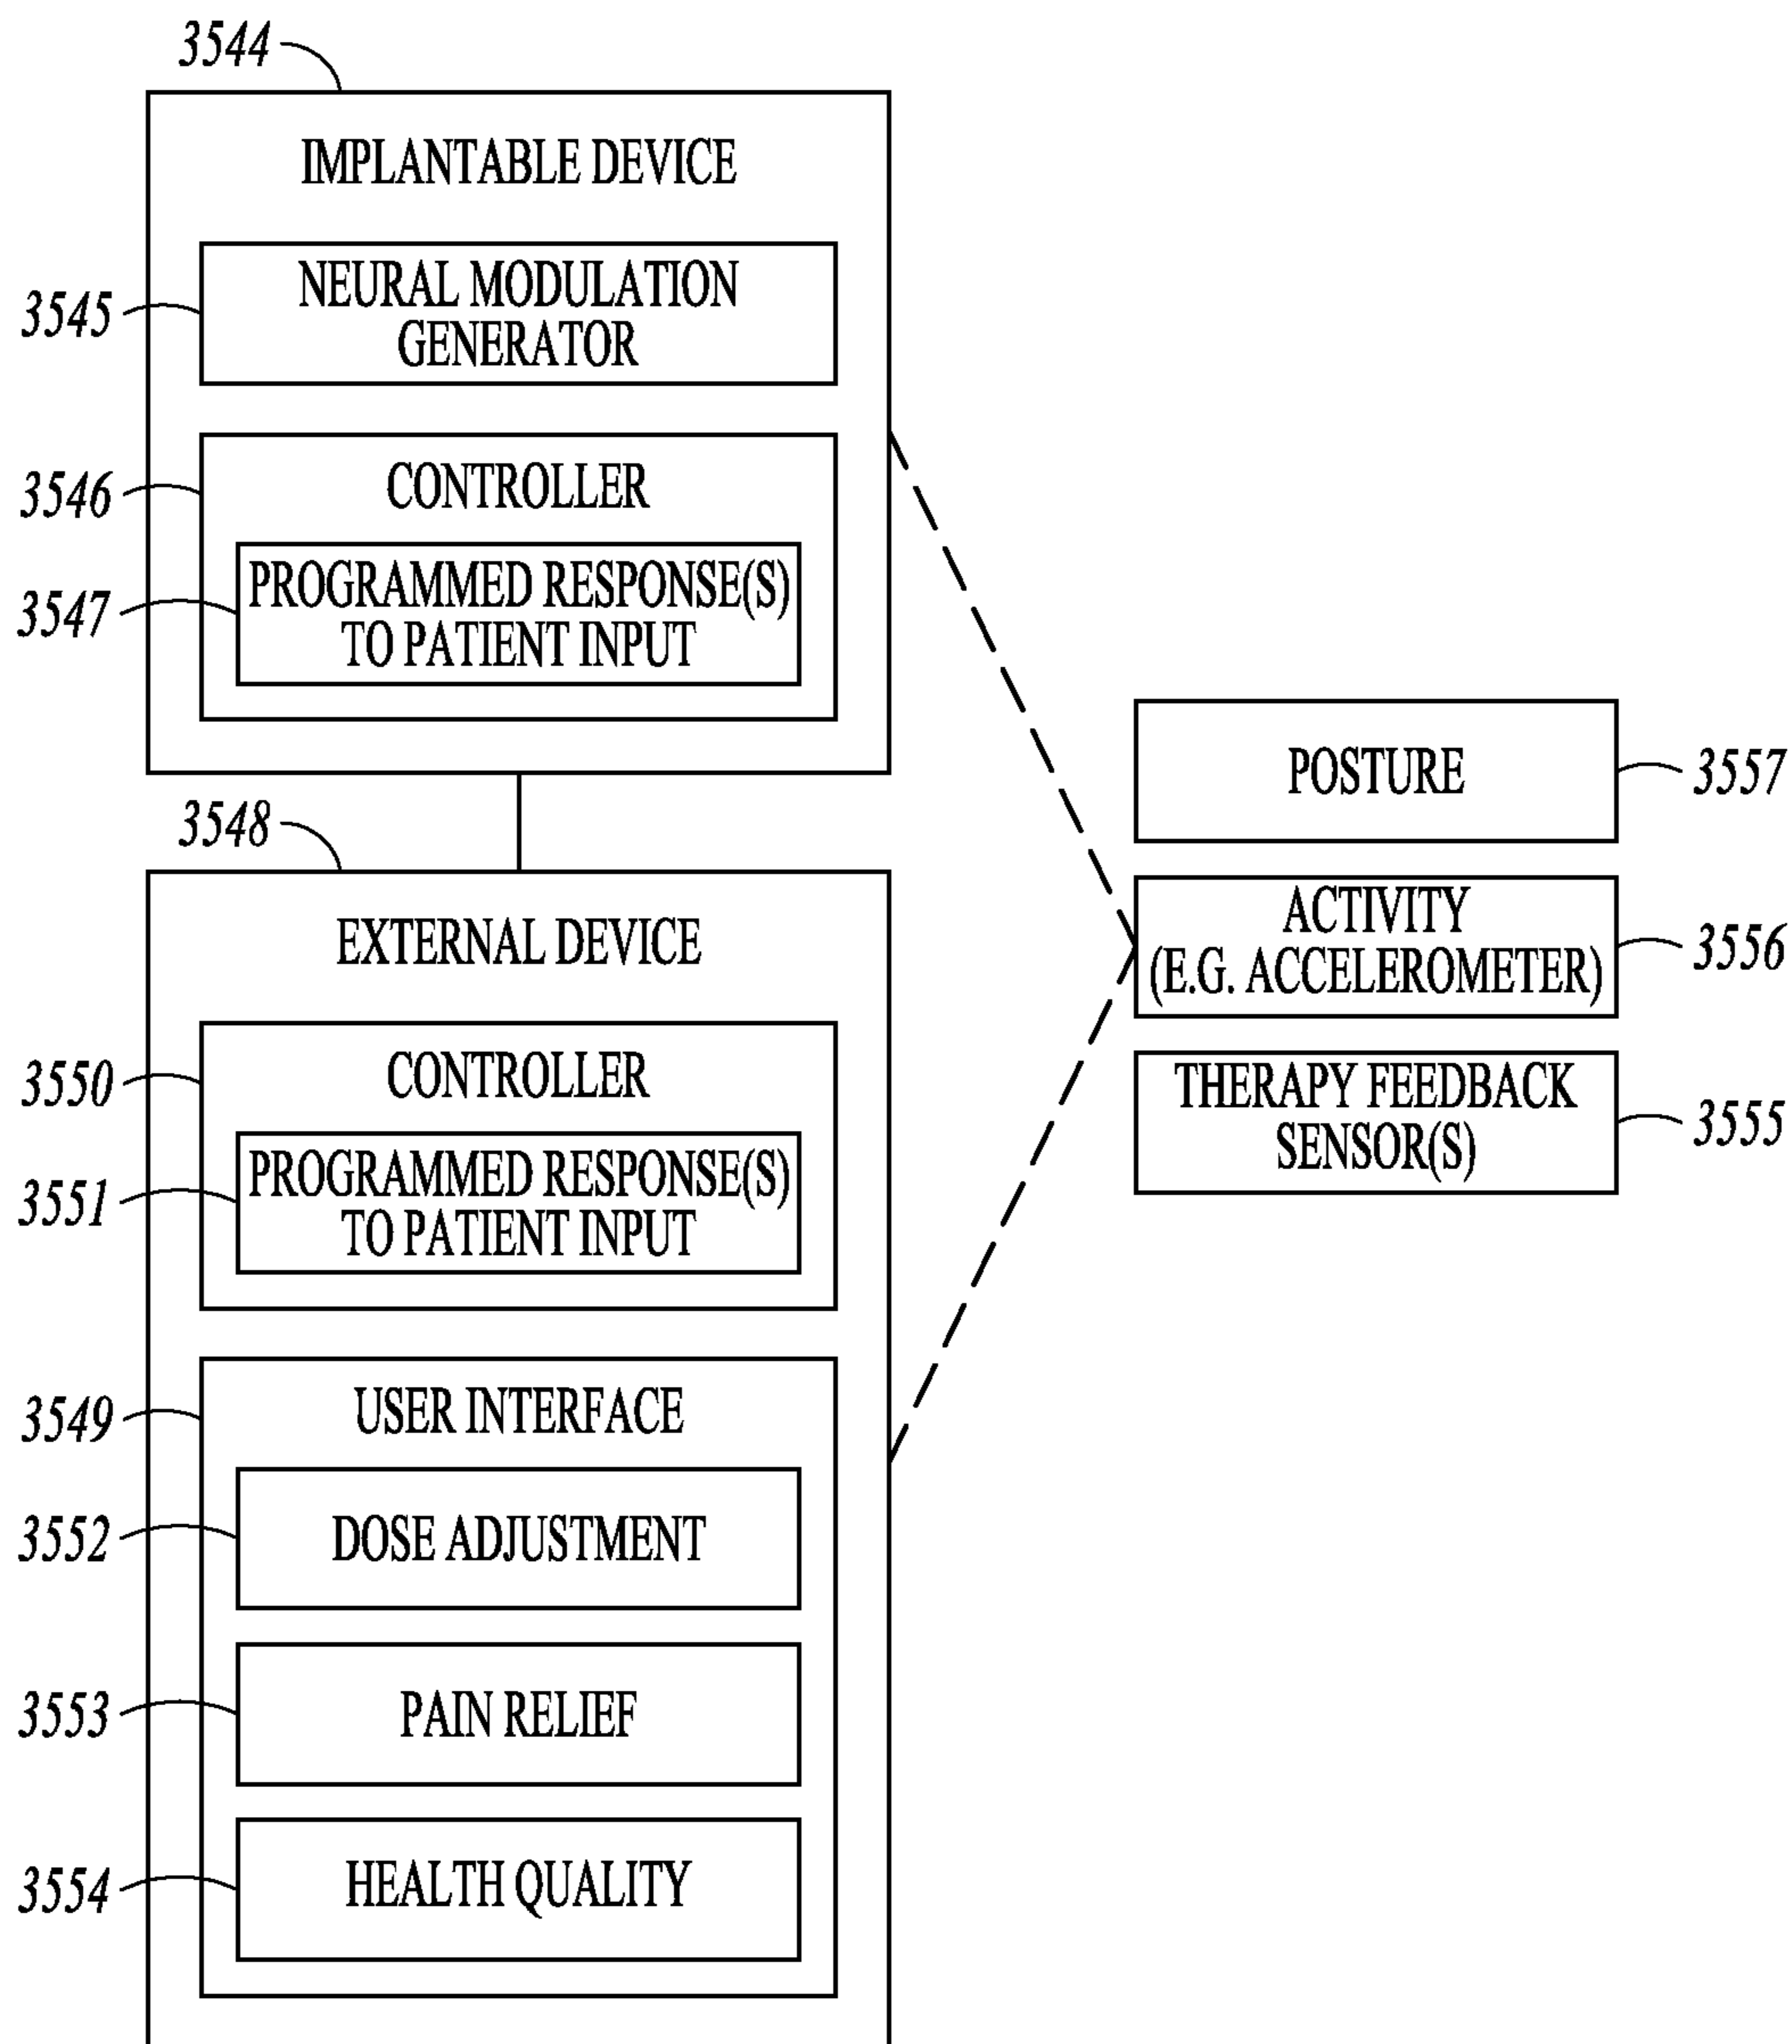 3544
IMPLANTABLE DEVICE
3545
NEURAL MODULATION
GENERATOR
3546
CONTROLLER
3547
PROGRAMMED RESPONSE(S)
TO PATIENT INPUT
3548
EXTERNAL DEVICE
3550
CONTROLLER
3551
PROGRAMMED RESPONSE(S)
TO PATIENT INPUT
3549
USER INTERFACE
3552
DOSE ADJUSTMENT
3553
PAIN RELIEF
3554
HEALTH QUALITY
POSTURE
3557
ACTIVITY
(E.G. ACCELEROMETER)
3556
THERAPY FEEDBACK
SENSOR(S)
3555